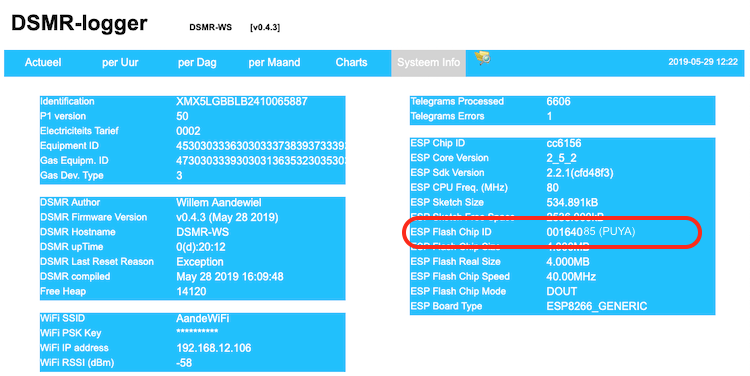 DSMR-logger DSMR-WS [v0.4.3]
Actueel per Uur per Dag per Maand Charts Systeem Info 2019-05-29 12:22
Identification XMX5LGBBLB2410065887
P1 version 50
Electriciteits Tarief 0002
Equipment ID 4530303336303033373839373339
Gas Equipm. ID 4730303339303031363532303530
Gas Dev. Type 3
DSMR Author Willem Aandewiel
DSMR Firmware Version v0.4.3 (May 28 2019)
DSMR Hostname DSMR-WS
DSMR upTime 0(d):20:12
DSMR Last Reset Reason Exception
DSMR compiled May 28 2019 16:09:48
Free Heap 14120
WiFi SSID AandeWiFi
WiFi PSK Key **********
WiFi IP address 192.168.12.106
WiFi RSSI (dBm) -58
Telegrams Processed 6606
Telegrams Errors 1
ESP Chip ID cc6156
ESP Core Version 2_5_2
ESP Sdk Version 2.2.1(cfd48f3)
ESP CPU Freq. (MHz) 80
ESP Sketch Size 534.891kB
ESP Sketch Free Space
ESP Flash Chip ID 00164085 (PUYA)
ESP Flash Chip Size 4.000MB
ESP Flash Real Size 4.000MB
ESP Flash Chip Speed 40.00MHz
ESP Flash Chip Mode DOUT
ESP Board Type ESP8266_GENERIC